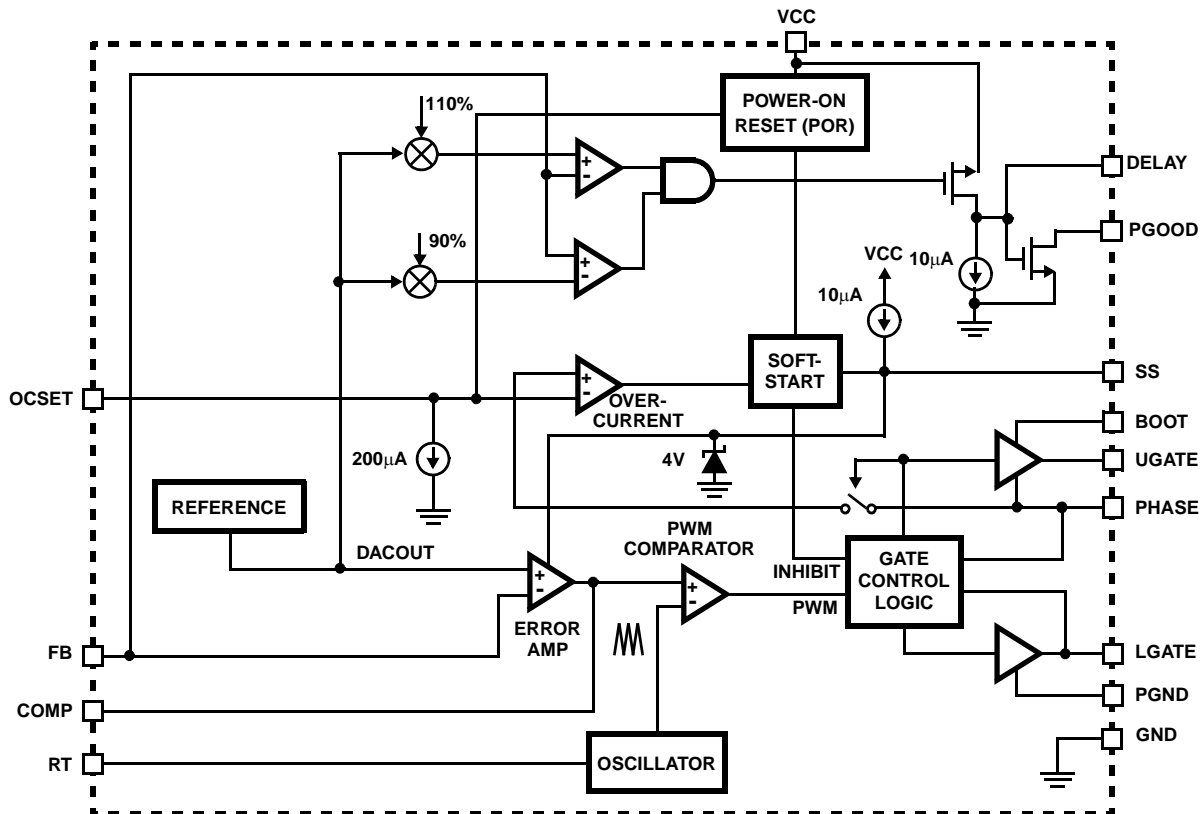 VCC
110%
POWER-ON
RESET (POR)
+
-
DELAY
90%
PGOOD
+
-
VCC
10µA
10µA
OCSET
+
-
OVER-
CURRENT
SOFT-
START
SS
BOOT
200µA
4V
UGATE
REFERENCE
PHASE
DACOUT
PWM
COMPARATOR
+
-
+
-
INHIBIT
PWM
GATE
CONTROL
LOGIC
ERROR
AMP
FB
LGATE
COMP
PGND
GND
RT
OSCILLATOR